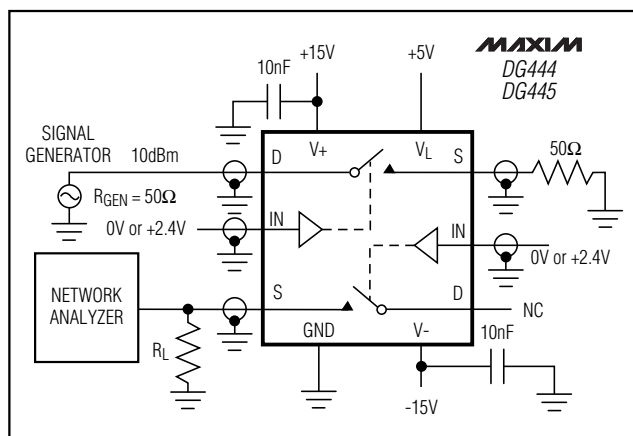 MAXIM
DG444
DG445
+15V
+5V
10nF
SIGNAL
GENERATOR
10dBm
D
V+
VL
S
50Ω
RGEN = 50Ω
IN
0V or +2.4V
IN
0V or +2.4V
NETWORK
ANALYZER
S
D
NC
RL
GND
V-
10nF
-15V